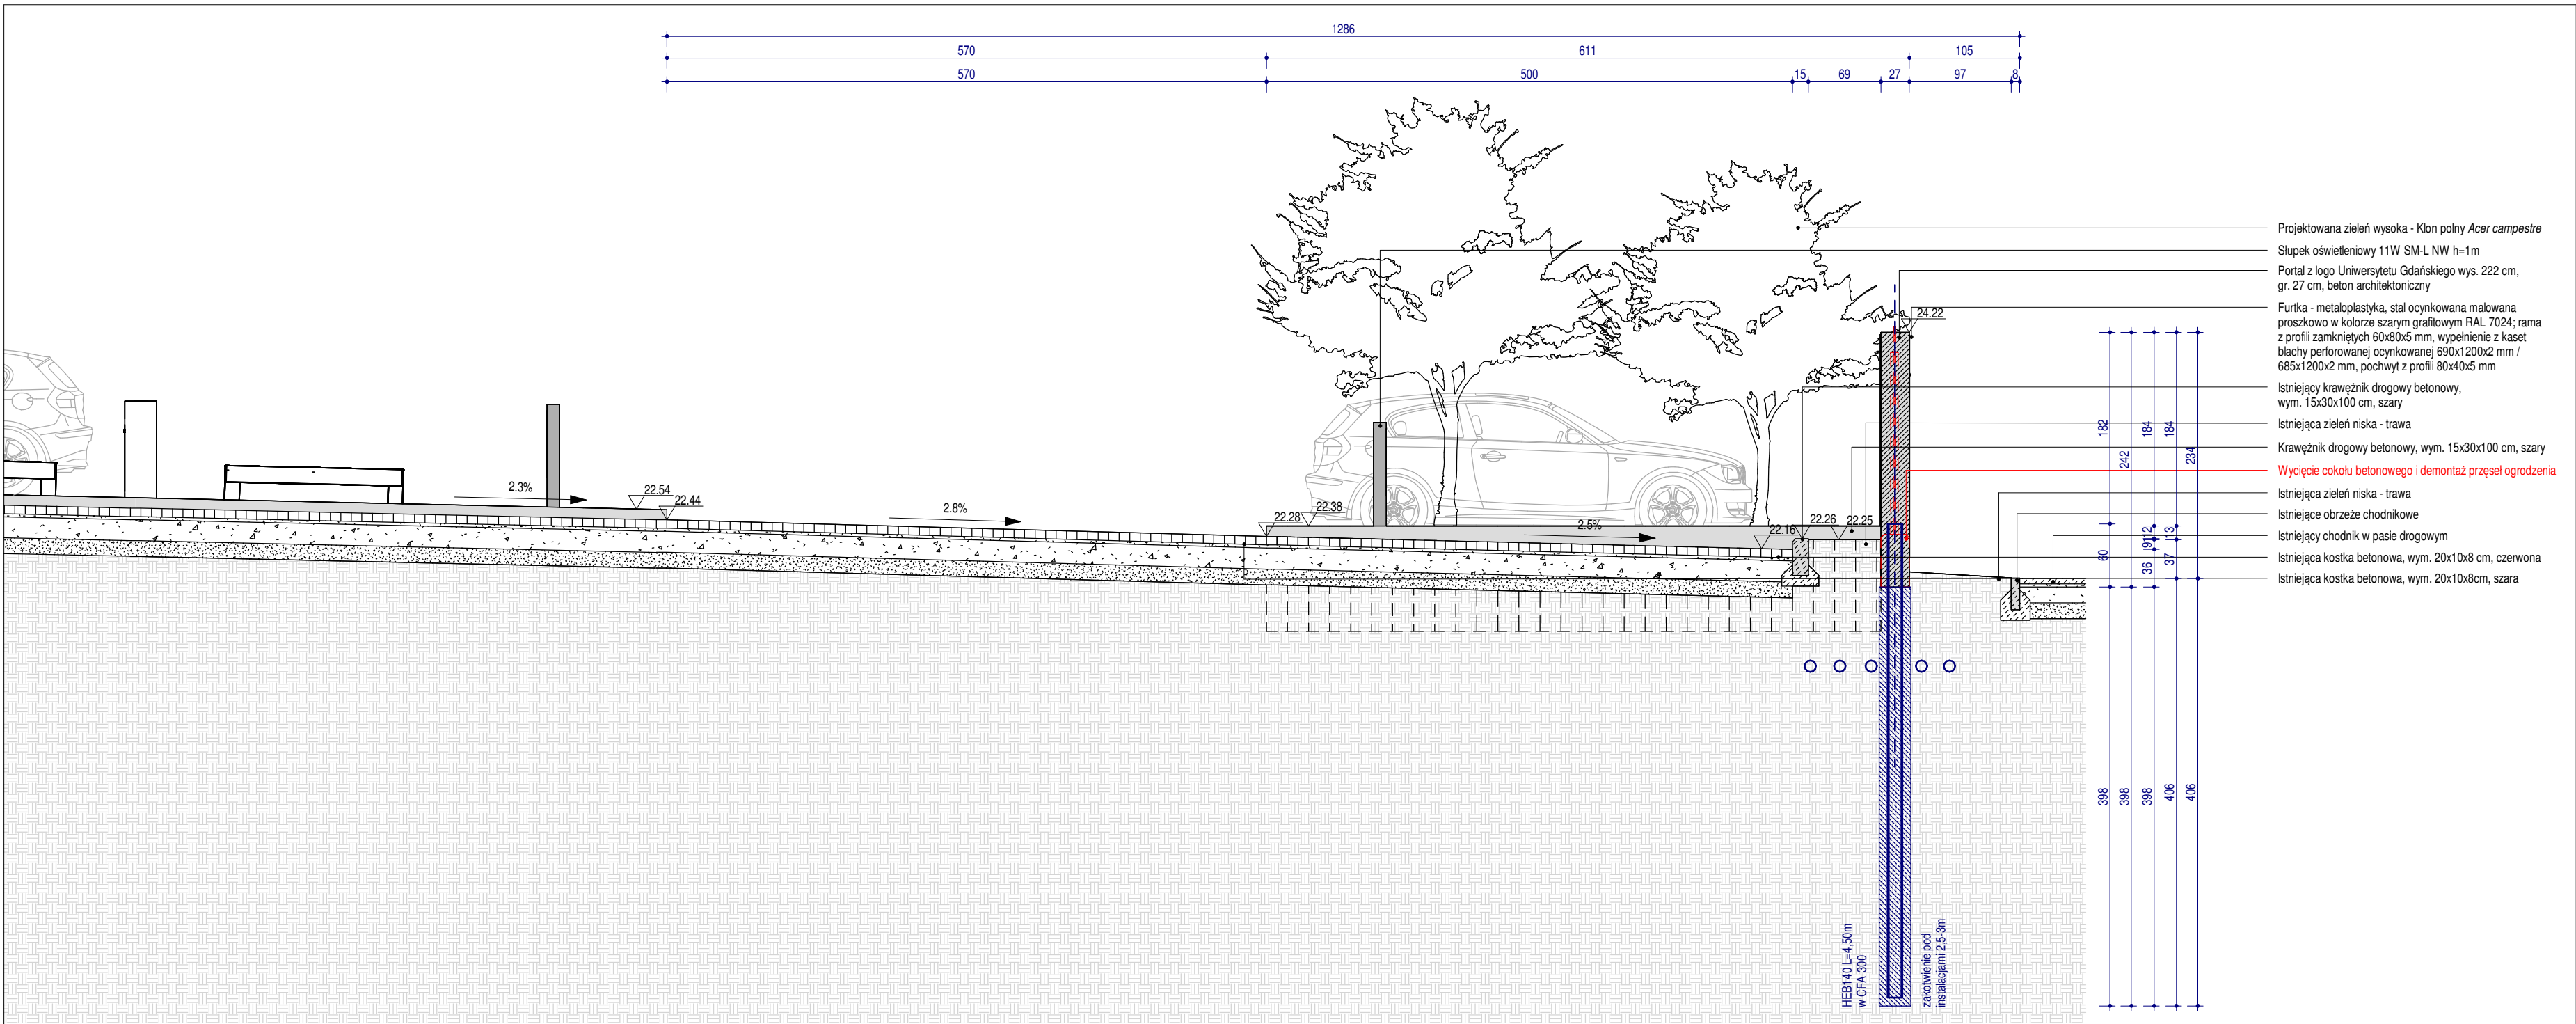 1286
570
611
105
570
500
15
69
27
97
8
Projektowana zieleń wysoka - Klon polny Acer campestre
Słupek oświetleniowy 11W SM-L NW h=1m
Portal z logo Uniwersytetu Gdańskiego wys. 222 cm,
gr. 27 cm, beton architektoniczny
Furtka - metaloplastyka, stal ocynkowana malowana
proszkowo w kolorze szarym grafitowym RAL 7024; rama
z profili zamkniętych 60x80x5 mm, wypełnienie z kaset
blachy perforowanej ocynkowanej 690x1200x2 mm /
685x1200x2 mm, pochwyt z profili 80x40x5 mm
Istniejący krawężnik drogowy betonowy,
wym. 15x30x100 cm, szary
Istniejąca zieleń niska - trawa
Krawężnik drogowy betonowy, wym. 15x30x100 cm, szary
Wycięcie cokołu betonowego i demontaż przęseł ogrodzenia
Istniejąca zieleń niska - trawa
Istniejące obrzeże chodnikowe
Istniejący chodnik w pasie drogowym
Istniejąca kostka betonowa, wym. 20x10x8 cm, czerwona
Istniejąca kostka betonowa, wym. 20x10x8cm, szara
24.22
2.3%
22.54
22.44
2.8%
22.28
22.38
2.5%
22.16
22.26
22.25
182
242
184
184
234
60
36
9
12
37
13
398
398
398
406
406
HEB140 L=4,50m
w CFA 300
zakotwienie pod
instalacjami 2,5-3m